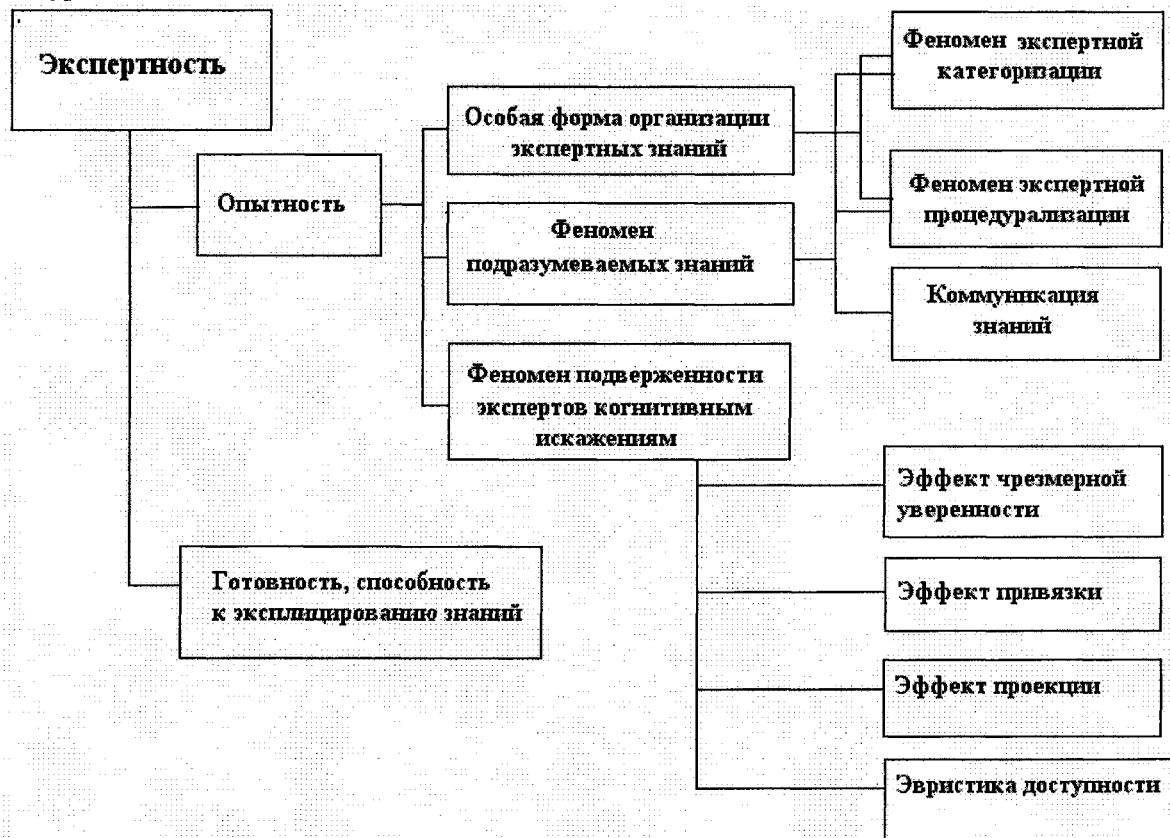 Экспертность
Опытность
Особая форма организации
экспертных знаний
Феномен
подразумеваемых знаний
Феномен подверженности
экспертов когнитивным
искажениям
Готовность, способность
к эксплицированию знаний
Феномен экспертной
категоризации
Феномен экспертной
процедурализации
Коммуникация
знаний
Эффект чрезмерной
уверенности
Эффект привязки
Эффект проекции
Эвристика доступности